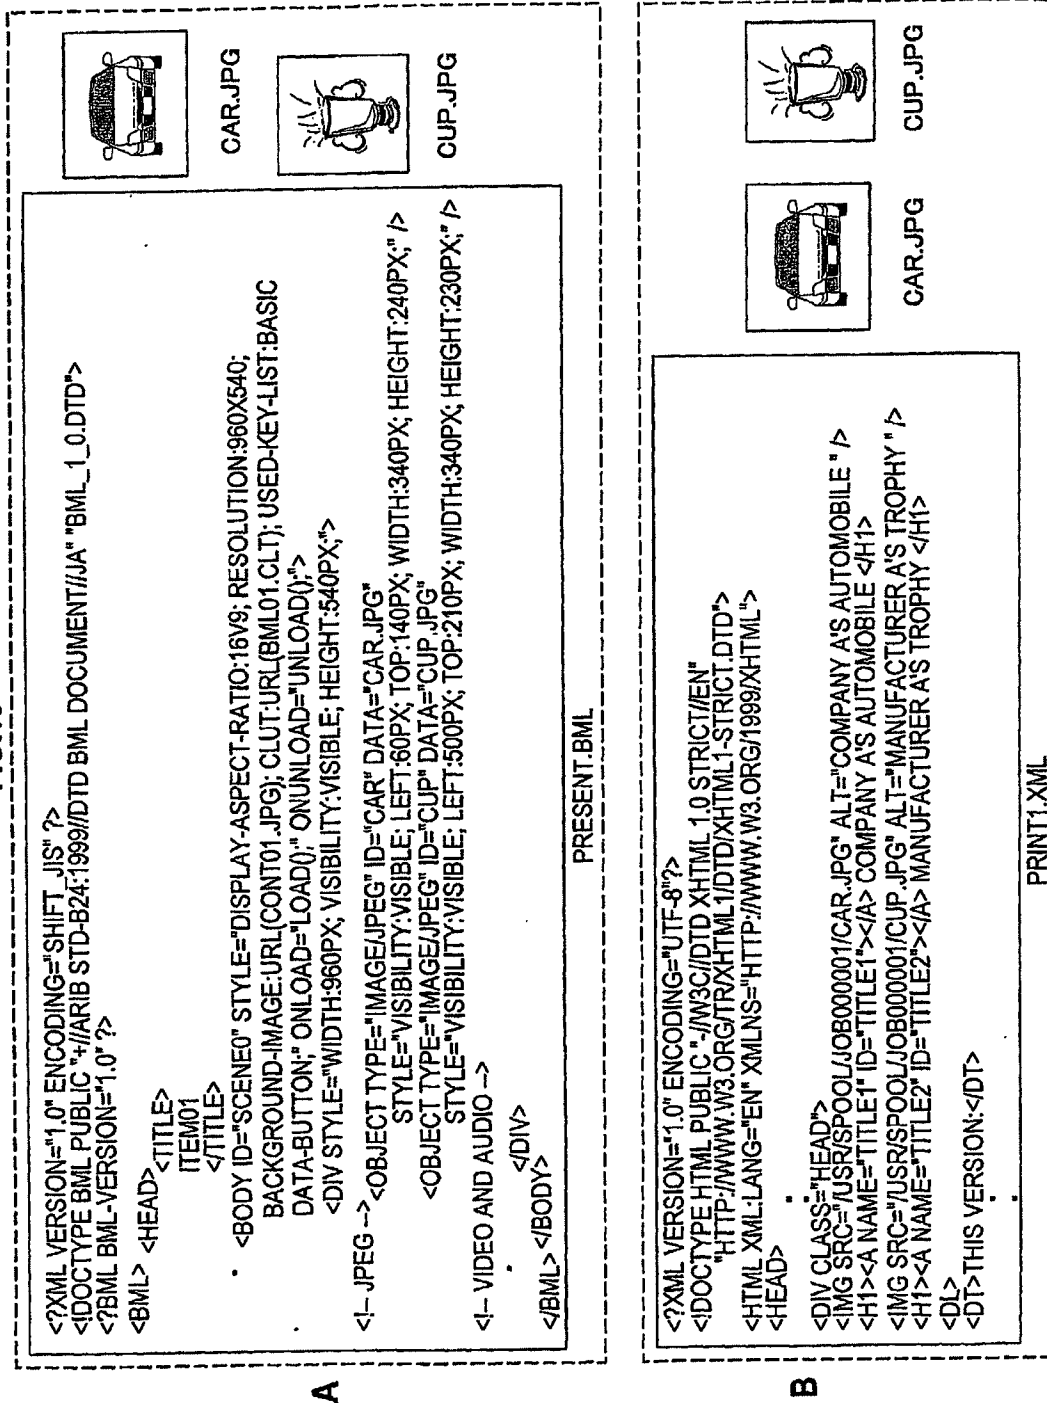 A
<?XML VERSION="1.0" ENCODING="SHIFT_JIS" ?>
<!DOCTYPE BML PUBLIC "+//ARIB STD-B24:1999//DTD BML DOCUMENT//JA" "BML_1_0.DTD">
<?BML BML-VERSION="1.0" ?>
<BML> <HEAD>
<TITLE>
ITEM01
</TITLE>
<BODY ID="SCENE0" STYLE="DISPLAY-ASPECT-RATIO:16V9; RESOLUTION:960X540;
BACKGROUND-IMAGE:URL(CONT01.JPG); CLUT:URL(BML01.CLT); USED-KEY-LIST:BASIC
DATA-BUTTON;" ONLOAD="LOAD();" ONUNLOAD="UNLOAD();">
<DIV STYLE="WIDTH:960PX; VISIBILITY:VISIBLE; HEIGHT:540PX;">
<!-- JPEG -->
<OBJECT TYPE="IMAGE/JPEG" ID="CAR" DATA="CAR.JPG"
STYLE="VISIBILITY:VISIBLE; LEFT:60PX; TOP:140PX; WIDTH:340PX; HEIGHT:240PX;" />
<OBJECT TYPE="IMAGE/JPEG" ID="CUP" DATA="CUP.JPG"
STYLE="VISIBILITY:VISIBLE; LEFT:500PX; TOP:210PX; WIDTH:340PX; HEIGHT:230PX;" />
<!-- VIDEO AND AUDIO -->
</DIV>
</BML> </BODY>
PRESENT.BML
CAR.JPG
CUP.JPG
B
<?XML VERSION="1.0" ENCODING="UTF-8"?>
<!DOCTYPE HTML PUBLIC "-//W3C//DTD XHTML 1.0 STRICT//EN"
"HTTP://WWW.W3.ORG/TR/XHTML1/DTD/XHTML1-STRICT.DTD">
<HTML XML:LANG="EN" XMLNS="HTTP://WWW.W3.ORG/1999/XHTML">
<HEAD>
<DIV CLASS="HEAD">
<IMG SRC="/USR/SPOOL/JOB000001/CAR.JPG" ALT="COMPANY A'S AUTOMOBILE " />
<H1><A NAME="TITLE1" ID="TITLE1"></A> COMPANY A'S AUTOMOBILE </H1>
<IMG SRC="/USR/SPOOL/JOB000001/CUP.JPG" ALT="MANUFACTURER A'S TROPHY " />
<H1><A NAME="TITLE2" ID="TITLE2"></A> MANUFACTURER A'S TROPHY </H1>
<DL>
<DT>THIS VERSION:</DT>
PRINT1.XML
CAR.JPG
CUP.JPG